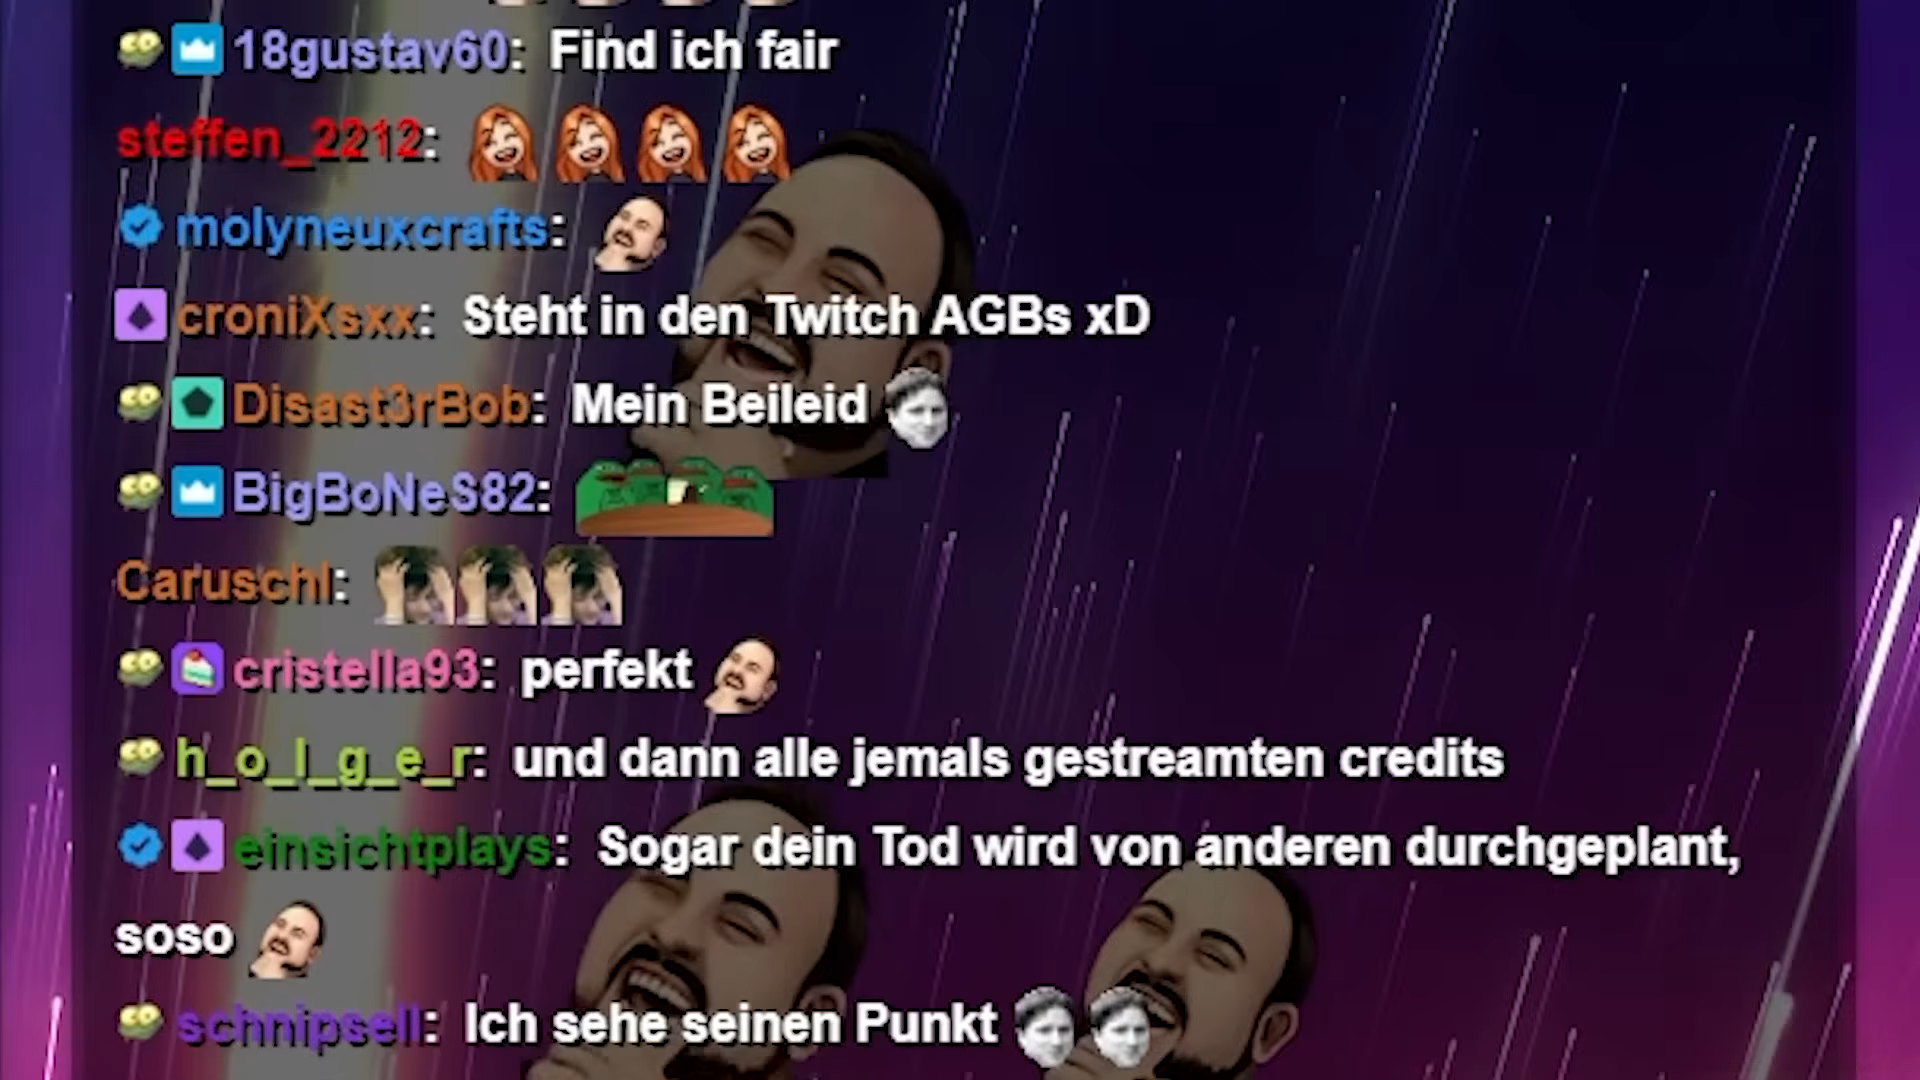 18gustav60: Find ich fair
steffen_2212:
molyneuxcrafts:
croniXsxx: Steht in den Twitch AGBs xD
Disast3rBob: Mein Beileid
BigBoNeS82:
Caruschl:
cristella93: perfekt
h_o_l_g_e_r: und dann alle jemals gestreamten credits
einsichtplays: Sogar dein Tod wird von anderen durchgeplant,
soso
schnipsell: Ich sehe seinen Punkt